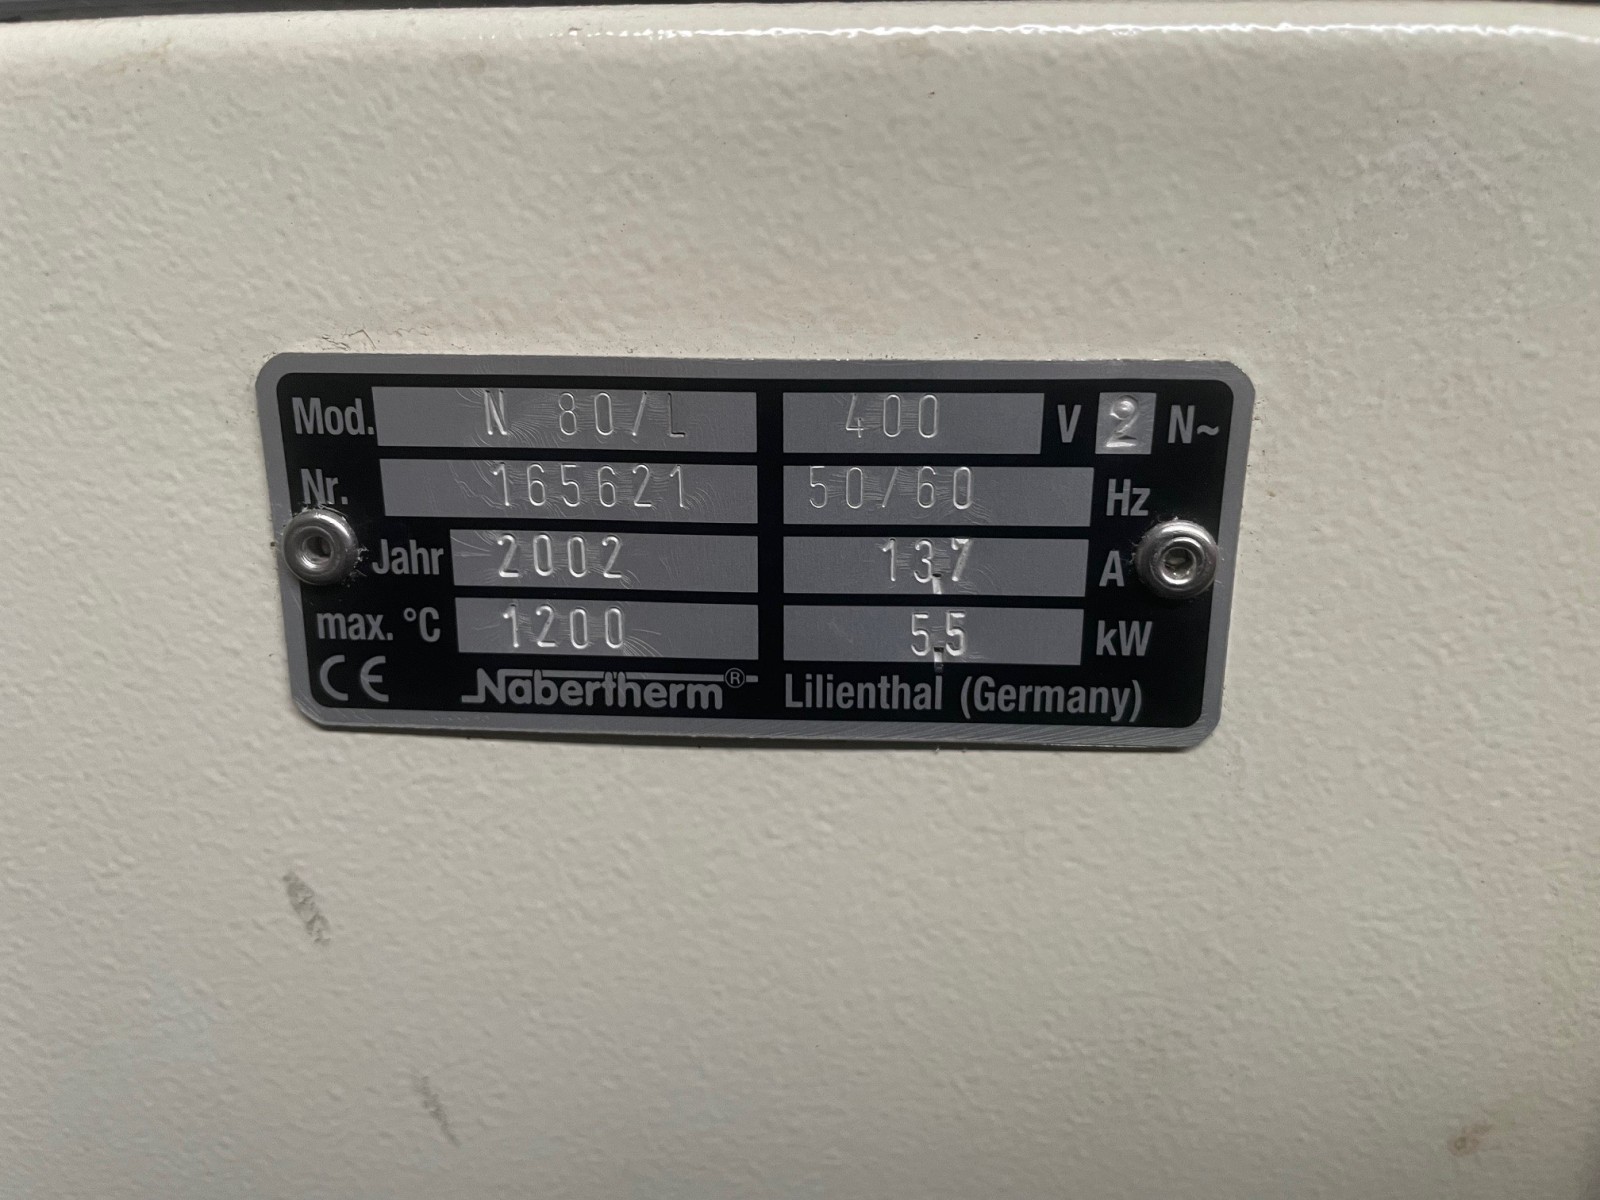 Mod. N 80/L 400 V 2 N~
Nr. 165621 50/60 Hz
Jahr 2002 13,7 A
max. °C 1200 5,5 kW
CE Nabertherm® Lilienthal (Germany)